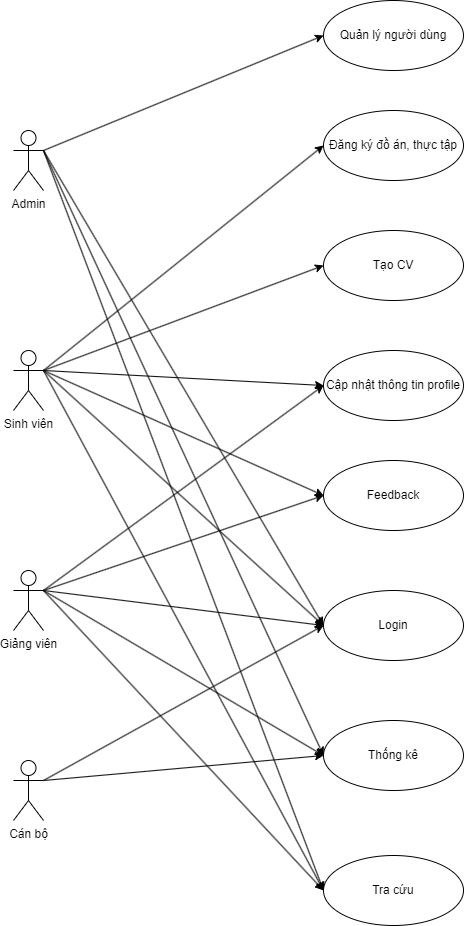 Quản lý người dùng
Đăng ký đồ án, thực tập
Admin
Tạo CV
Cập nhật thông tin profile
Sinh viên
Feedback
Login
Giảng viên
Thống kê
Cán bộ
Tra cứu